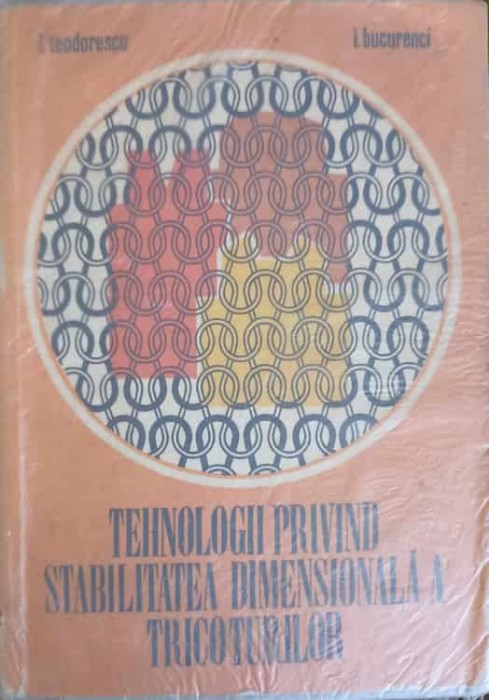 f. teodorescu
i. bucurenci
TEHNOLOGII PRIVIND
STABILITATEA DIMENSIONALĂ A
TRICOTURILOR